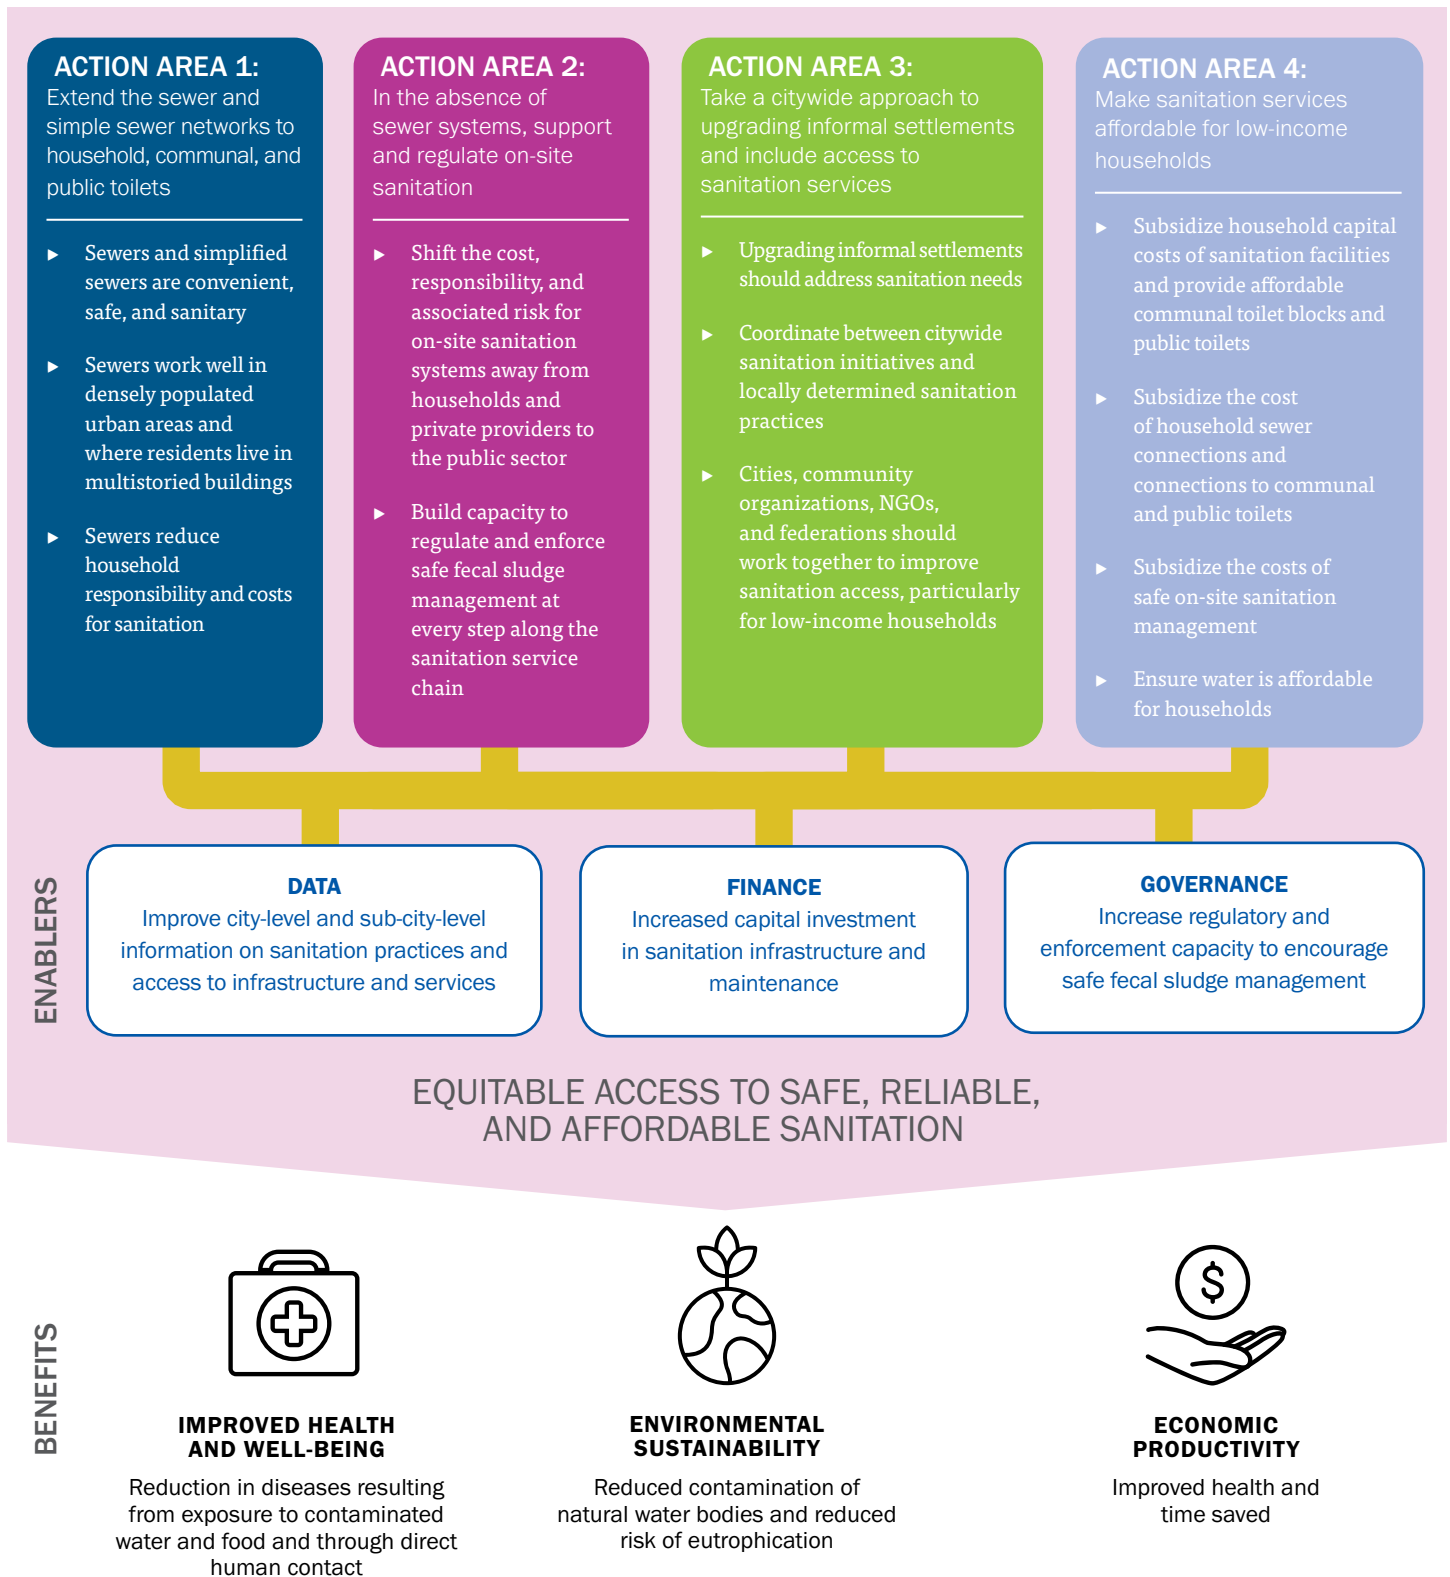 ACTION AREA 1:
Extend the sewer and
simple sewer networks to
household, communal, and
public toilets
► Sewers and simplified
sewers are convenient,
safe, and sanitary
► Sewers work well in
densely populated
urban areas and
where residents live in
multistoried buildings
► Sewers reduce
household
responsibility and costs
for sanitation
ACTION AREA 2:
In the absence of
sewer systems, support
and regulate on-site
sanitation
► Shift the cost,
responsibility, and
associated risk for
on-site sanitation
systems away from
households and
private providers to
the public sector
► Build capacity to
regulate and enforce
safe fecal sludge
management at
every step along the
sanitation service
chain
ACTION AREA 3:
Take a citywide approach to
upgrading informal settlements
and include access to
sanitation services
► Upgrading informal settlements
should address sanitation needs
► Coordinate between citywide
sanitation initiatives and
locally determined sanitation
practices
► Cities, community
organizations, NGOs,
and federations should
work together to improve
sanitation access, particularly
for low-income households
ACTION AREA 4:
Make sanitation services
affordable for low-income
households
► Subsidize household capital
costs of sanitation facilities
and provide affordable
communal toilet blocks and
public toilets
► Subsidize the cost
of household sewer
connections and
connections to communal
and public toilets
► Subsidize the costs of
safe on-site sanitation
management
► Ensure water is affordable
for households
ENABLERS
DATA
Improve city-level and sub-city-level
information on sanitation practices and
access to infrastructure and services
FINANCE
Increased capital investment
in sanitation infrastructure and
maintenance
GOVERNANCE
Increase regulatory and
enforcement capacity to encourage
safe fecal sludge management
EQUITABLE ACCESS TO SAFE, RELIABLE,
AND AFFORDABLE SANITATION
BENEFITS
IMPROVED HEALTH
AND WELL-BEING
Reduction in diseases resulting
from exposure to contaminated
water and food and through direct
human contact
ENVIRONMENTAL
SUSTAINABILITY
Reduced contamination of
natural water bodies and reduced
risk of eutrophication
$
ECONOMIC
PRODUCTIVITY
Improved health and
time saved